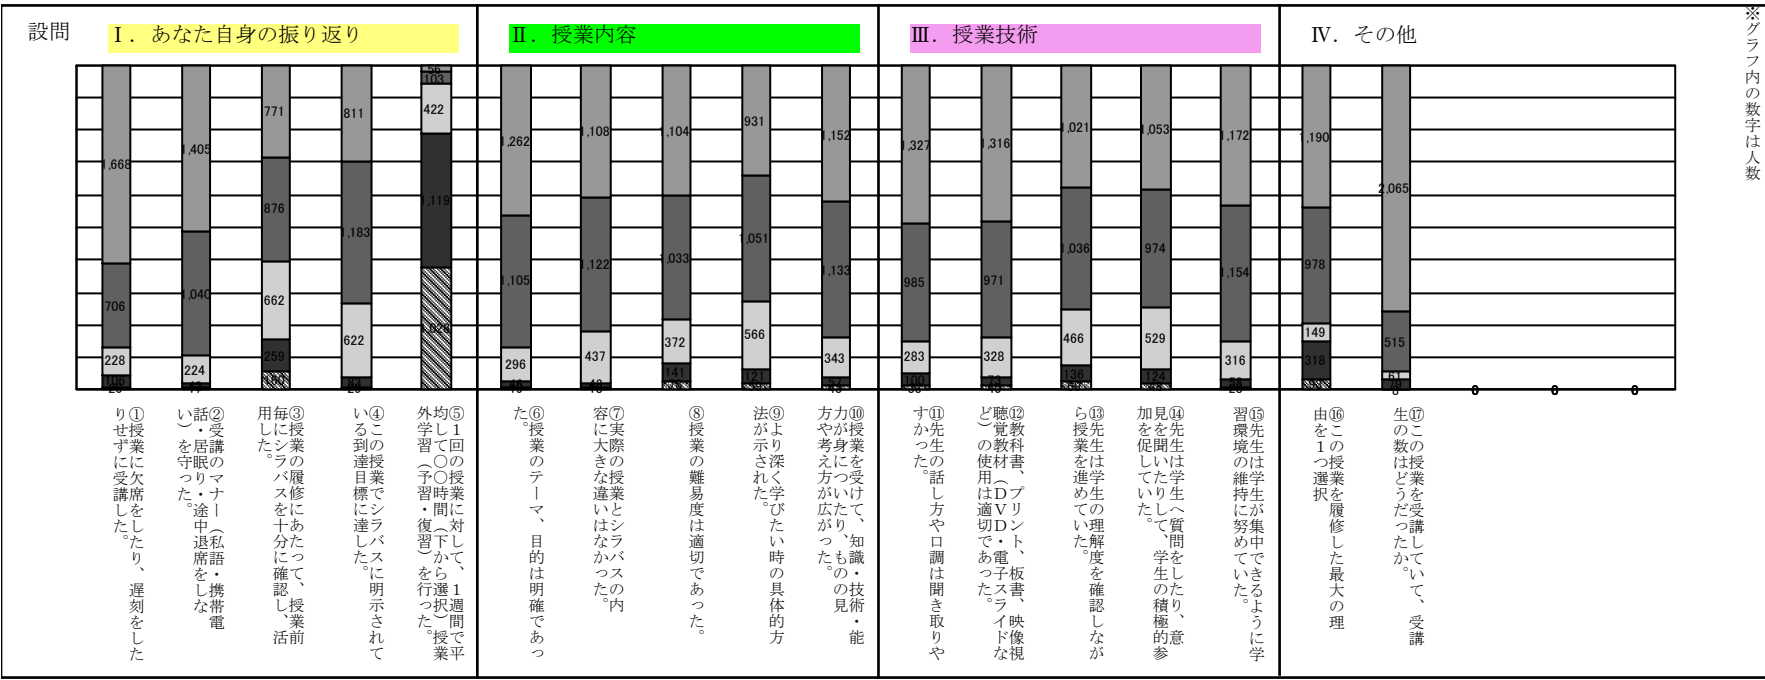 設問
Ⅰ．あなた自身の振り返り
Ⅱ．授業内容
Ⅲ．授業技術
Ⅳ．その他
※グラフ内の数字は人数
1,668
706
228
106
1,405
1,040
224
771
876
662
259
160
811
1,183
622
56
103
422
1,119
1,026
1,262
1,105
296
1,108
1,122
437
1,104
1,033
372
141
931
1,051
566
121
1,152
1,133
343
1,327
985
283
100
1,316
971
328
73
1,021
1,036
466
136
1,053
974
529
124
1,172
1,154
316
1,190
978
149
318
2,065
515
61
8
0
0
0
①授業に欠席をしたり、遅刻をした
りせずに受講した。
②受講のマナー（私語・携帯電
話・居眠り・途中退席をしな
い）を守った。
③授業の履修にあたって、授業前
毎にシラバスを十分に確認し、活
用した。
④この授業でシラバスに明示されて
いる到達目標に達した。
⑤１回の授業に対して、１週間で平
均して〇〇時間（下から選択）授業
外学習（予習・復習）を行った。
⑥授業のテーマ、目的は明確であっ
た。
⑦実際の授業とシラバスの内
容に大きな違いはなかった。
⑧授業の難易度は適切であった。
⑨より深く学びたい時の具体的方
法が示された。
⑩授業を受けて、知識・技術・能
力が身についたり、ものの見
方や考え方が広がった。
⑪先生の話し方や口調は聞き取りや
すかった。
⑫教科書、プリント、板書、映像視
聴覚教材（ＤＶＤ・電子スライドな
ど）の使用は適切であった。
⑬先生は学生の理解度を確認しなが
ら授業を進めていた。
⑭先生は学生へ質問をしたり、意
見を聞いたりして、学生の積極的参
加を促していた。
⑮先生は学生が集中できるように学
習環境の維持に努めていた。
⑯この授業を履修した最大の理
由を１つ選択
⑰この授業を受講していて、受講
生の数はどうだったか。